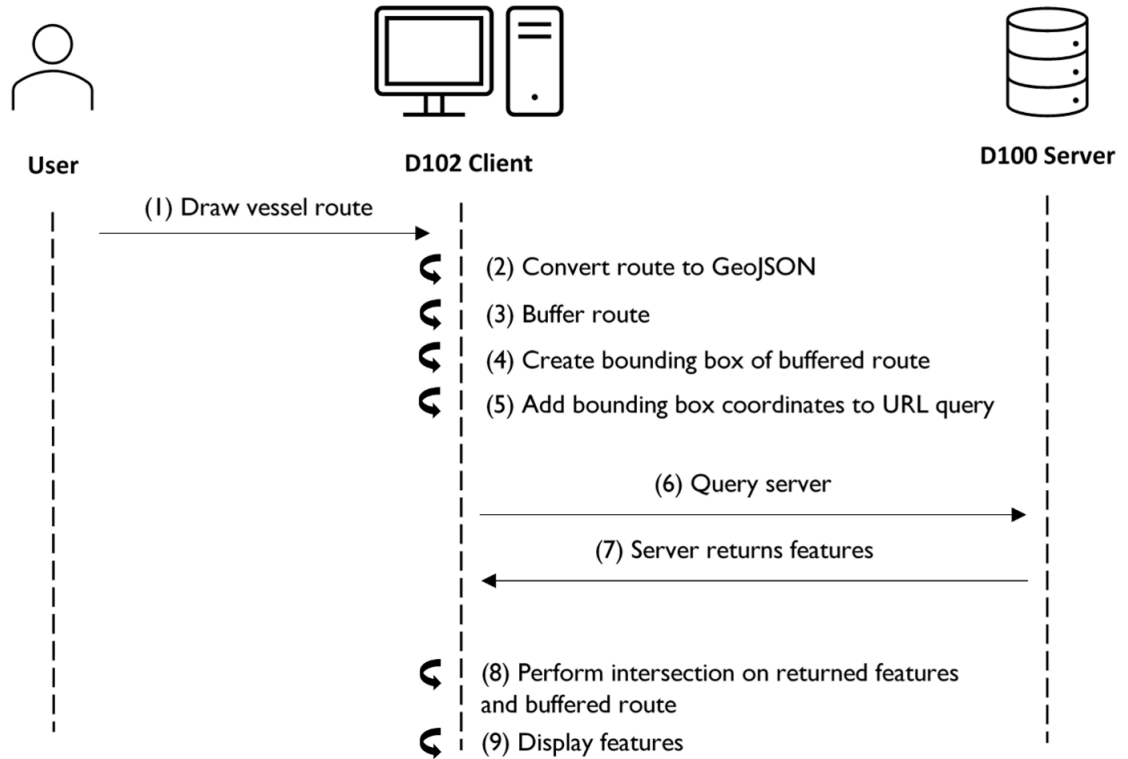 User
D102 Client
D100 Server
(1) Draw vessel route
(2) Convert route to GeoJSON
(3) Buffer route
(4) Create bounding box of buffered route
(5) Add bounding box coordinates to URL query
(6) Query server
(7) Server returns features
(8) Perform intersection on returned features
and buffered route
(9) Display features